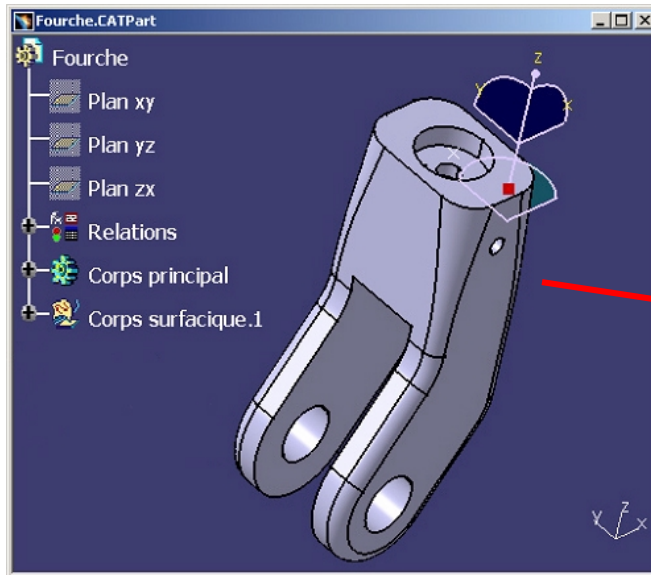 Fourche.CATPart
Fourche
Plan xy
Plan yz
Plan zx
Relations
Corps principal
Corps surfacique.1
z
y
x
z
y
x